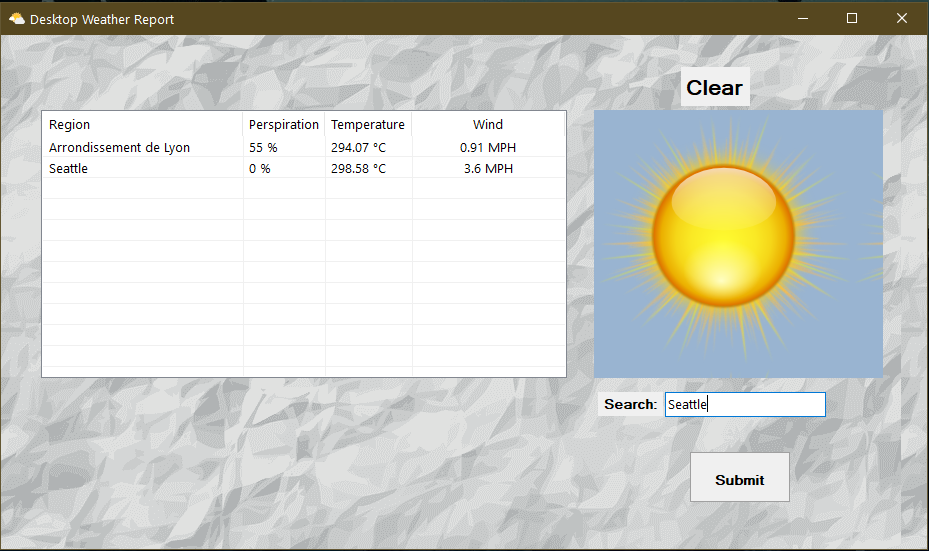 Desktop Weather Report
Clear
Region Perspiration Temperature Wind
Arrondissement de Lyon 55 % 294.07 °C 0.91 MPH
Seattle 0 % 298.58 °C 3.6 MPH
Search: Seattle
Submit